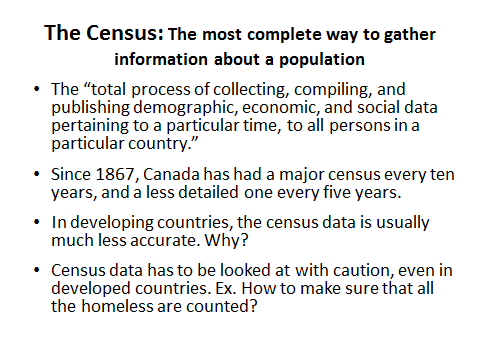 The Census: The most complete way to gather
information about a population
• The “total process of collecting, compiling, and
publishing demographic, economic, and social data
pertaining to a particular time, to all persons in a
particular country.”
• Since 1867, Canada has had a major census every ten
years, and a less detailed one every five years.
• In developing countries, the census data is usually
much less accurate. Why?
• Census data has to be looked at with caution, even in
developed countries. Ex. How to make sure that all
the homeless are counted?